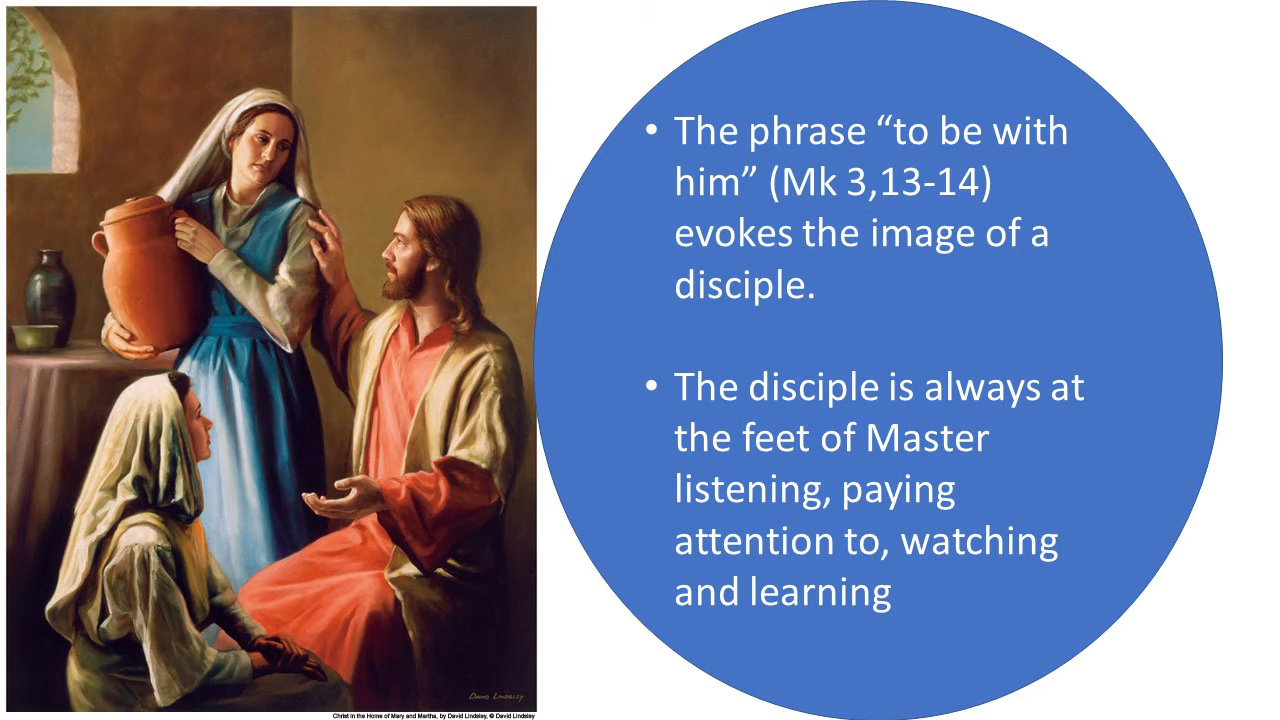 • The phrase “to be with
him” (Mk 3,13-14)
evokes the image of a
disciple.
• The disciple is always at
the feet of Master
listening, paying
attention to, watching
and learning
David Lindsley
Christ in the Home of Mary and Martha, by David Lindsley, © David Lindsley